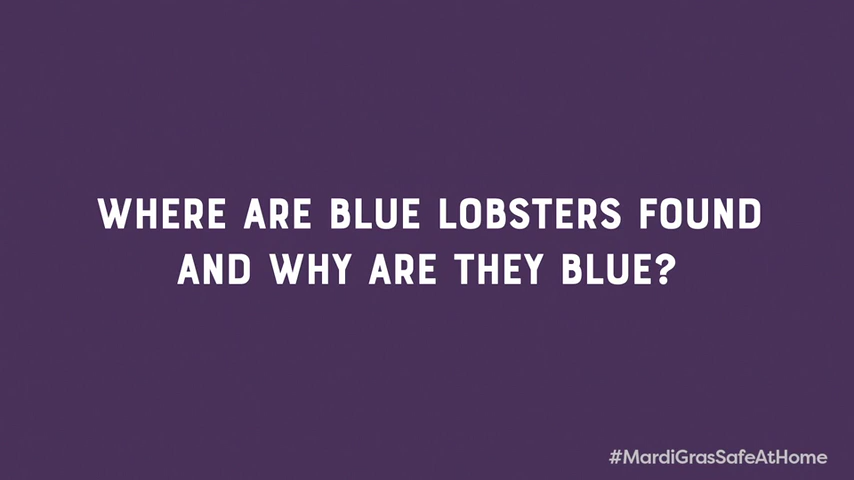 WHERE ARE BLUE LOBSTERS FOUND
AND WHY ARE THEY BLUE?
#MardiGrasSafeAtHome